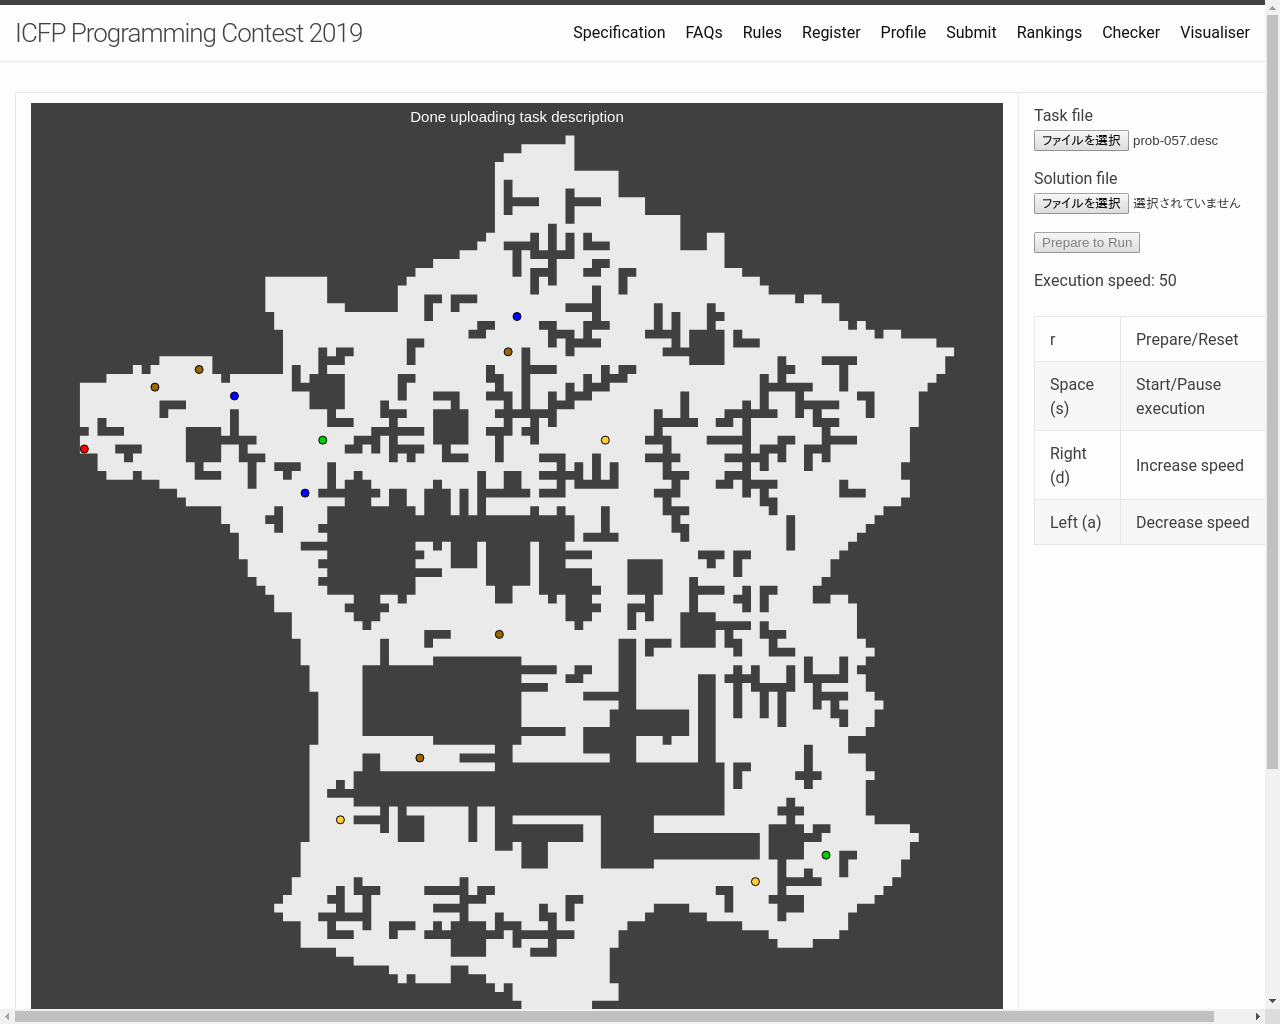 ICFP Programming Contest 2019
Specification FAQs Rules Register Profile Submit Rankings Checker Visualiser
Done uploading task description
Task file
ファイルを選択 prob-057.desc
Solution file
ファイルを選択 選択されていません
Prepare to Run
Execution speed: 50
r Prepare/Reset
Space (s) Start/Pause execution
Right (d) Increase speed
Left (a) Decrease speed